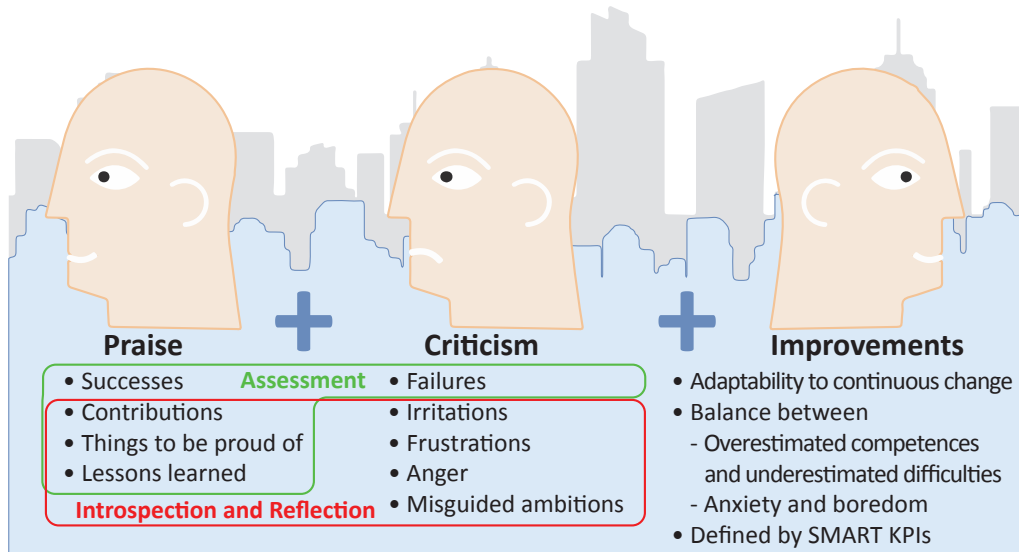 Praise
Assessment
• Successes
• Contributions
• Things to be proud of
• Lessons learned
Introspection and Reflection
Criticism
• Failures
• Irritations
• Frustrations
• Anger
• Misguided ambitions
Improvements
• Adaptability to continuous change
• Balance between
- Overestimated competences
and underestimated difficulties
- Anxiety and boredom
• Defined by SMART KPIs